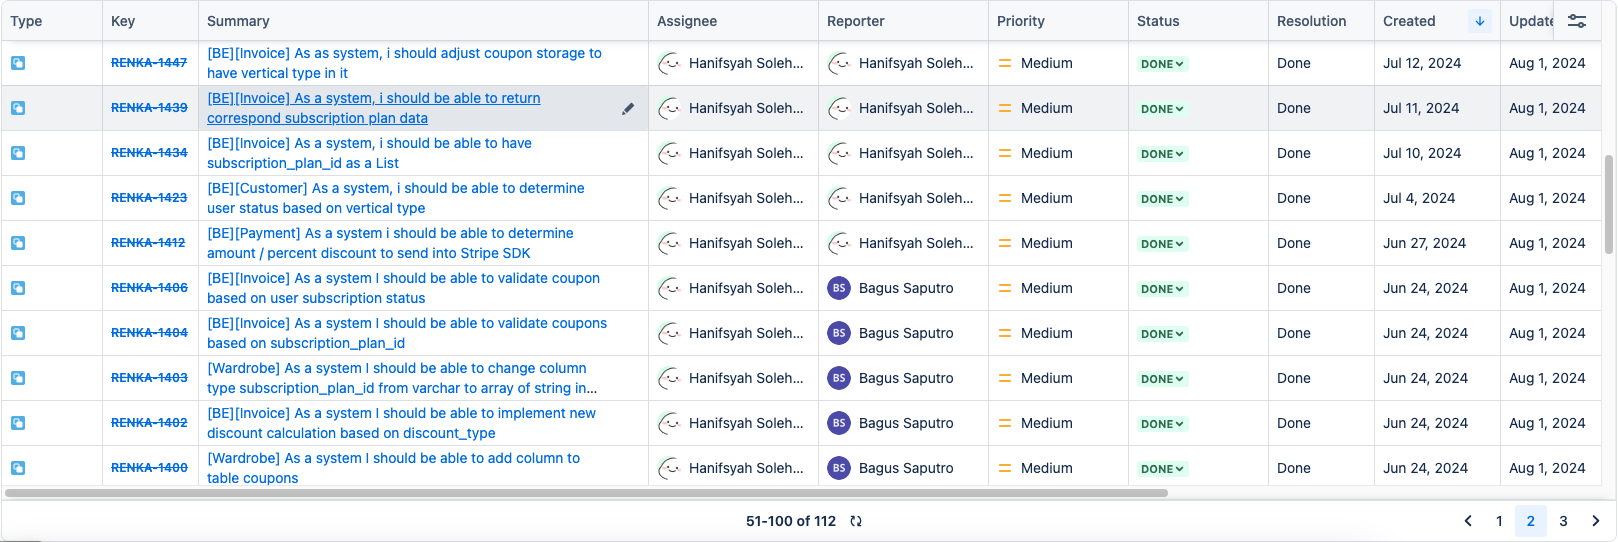 Type Key Summary Assignee Reporter Priority Status Resolution Created Update
RENKA-1447 [BE][Invoice] As as system, i should adjust coupon storage to have vertical type in it Hanifsyah Soleh... Hanifsyah Soleh... Medium DONE Done Jul 12, 2024 Aug 1, 2024
RENKA-1439 [BE][Invoice] As a system, i should be able to return correspond subscription plan data Hanifsyah Soleh... Hanifsyah Soleh... Medium DONE Done Jul 11, 2024 Aug 1, 2024
RENKA-1434 [BE][Invoice] As a system, i should be able to have subscription_plan_id as a List Hanifsyah Soleh... Hanifsyah Soleh... Medium DONE Done Jul 10, 2024 Aug 1, 2024
RENKA-1423 [BE][Customer] As a system, i should be able to determine user status based on vertical type Hanifsyah Soleh... Hanifsyah Soleh... Medium DONE Done Jul 4, 2024 Aug 1, 2024
RENKA-1412 [BE][Payment] As a system i should be able to determine amount / percent discount to send into Stripe SDK Hanifsyah Soleh... Hanifsyah Soleh... Medium DONE Done Jun 27, 2024 Aug 1, 2024
RENKA-1406 [BE][Invoice] As a system I should be able to validate coupon based on user subscription status Hanifsyah Soleh... BS Bagus Saputro Medium DONE Done Jun 24, 2024 Aug 1, 2024
RENKA-1404 [BE][Invoice] As a system I should be able to validate coupons based on subscription_plan_id Hanifsyah Soleh... BS Bagus Saputro Medium DONE Done Jun 24, 2024 Aug 1, 2024
RENKA-1403 [Wardrobe] As a system I should be able to change column type subscription_plan_id from varchar to array of string in... Hanifsyah Soleh... BS Bagus Saputro Medium DONE Done Jun 24, 2024 Aug 1, 2024
RENKA-1402 [BE][Invoice] As a system I should be able to implement new discount calculation based on discount_type Hanifsyah Soleh... BS Bagus Saputro Medium DONE Done Jun 24, 2024 Aug 1, 2024
RENKA-1400 [Wardrobe] As a system I should be able to add column to table coupons Hanifsyah Soleh... BS Bagus Saputro Medium DONE Done Jun 24, 2024 Aug 1, 2024
51-100 of 112 1 2 3